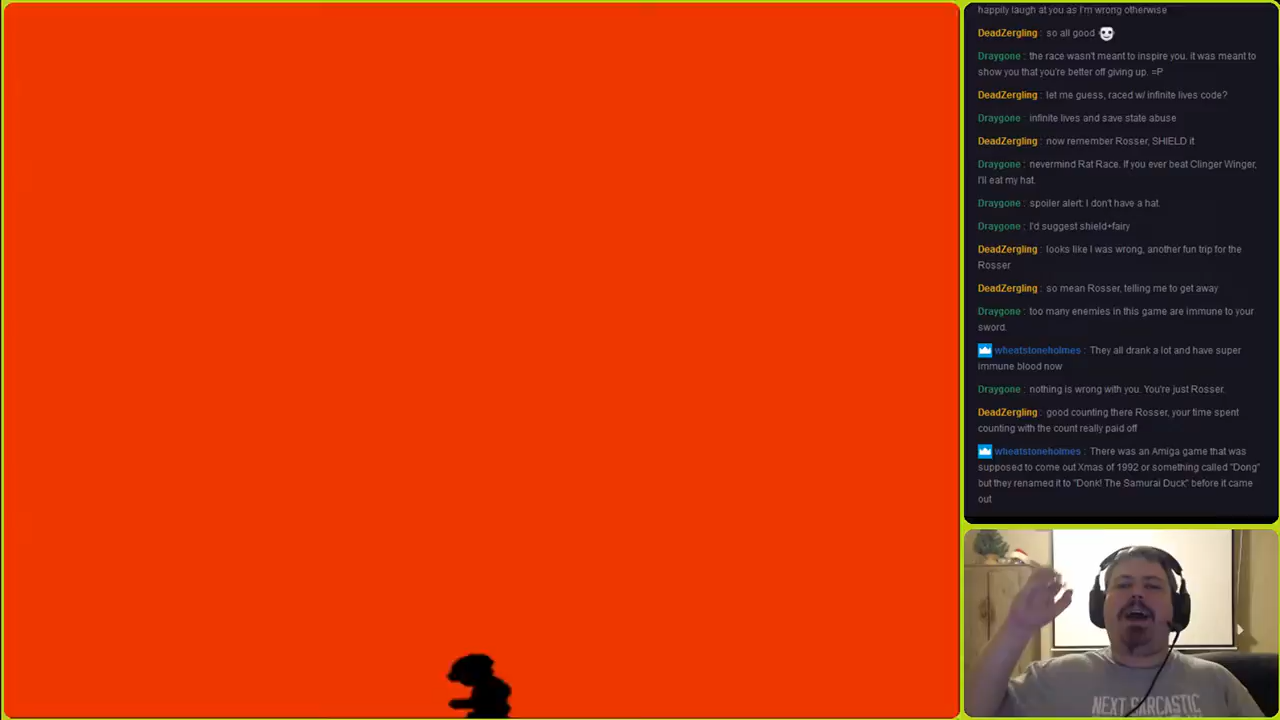 happily laugh at you as I'm wrong otherwise
DeadZergling : so all good
Draygone : the race wasn't meant to inspire you. it was meant to
show you that you're better off giving up. =P
DeadZergling : let me guess, raced w/ infinite lives code?
Draygone : infinite lives and save state abuse
DeadZergling : now remember Rosser, SHIELD it
Draygone : nevermind Rat Race. If you ever beat Clinger Winger,
I'll eat my hat.
Draygone : spoiler alert: I don't have a hat.
Draygone : I'd suggest shield+fairy
DeadZergling : looks like I was wrong, another fun trip for the
Rosser
DeadZergling : so mean Rosser, telling me to get away
Draygone : too many enemies in this game are immune to your
sword.
wheatstoneholmes : They all drank a lot and have super
immune blood now
Draygone : nothing is wrong with you. You're just Rosser.
DeadZergling : good counting there Rosser, your time spent
counting with the count really paid off
wheatstoneholmes : There was an Amiga game that was
supposed to come out Xmas of 1992 or something called "Dong"
but they renamed it to "Donk! The Samurai Duck" before it came
out
NEXT SARCASTIC